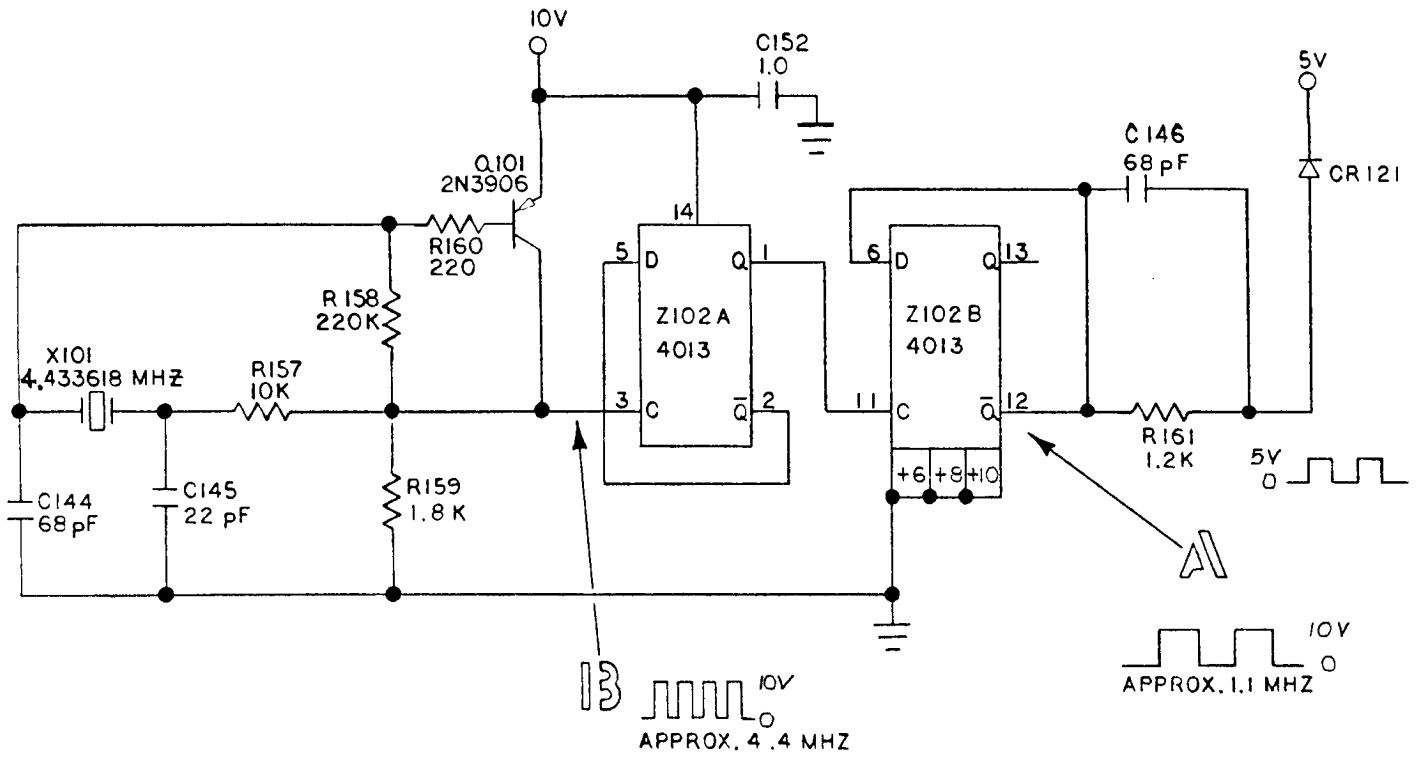 10V
C152
1.0
5V
C146
68 pF
CR121
Q101
2N3906
14
R160
220
5 D Q 1
6 D Q 13
R158
220K
Z102A
4013
Z102B
4013
X101
4.433618 MHZ
R157
10K
3 C Q̅ 2
11 C Q̅ 12
R161
1.2K
+6 +8 +10
5V
0
C144
68 pF
C145
22 pF
R159
1.8 K
A
10V
0
APPROX. 1.1 MHZ
B
10V
0
APPROX. 4.4 MHZ